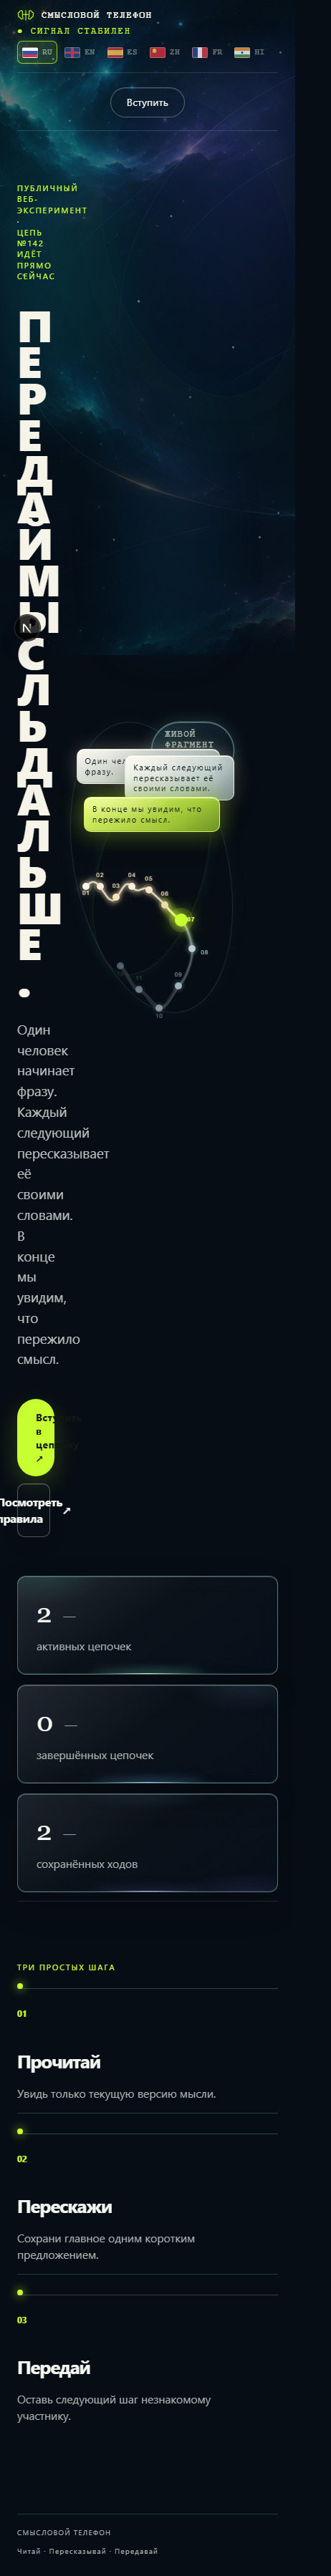 СМЫСЛОВОЙ ТЕЛЕФОН
СИГНАЛ СТАБИЛЕН
RU EN ES ZH FR HI
Вступить
ПУБЛИЧНЫЙ
ВЕБ-
ЭКСПЕРИМЕНТ
·
ЦЕПЬ
№142
ИДЁТ
ПРЯМО
СЕЙЧАС
П
Е
Р
Е
Д
А
Й
М
Ы
С
Л
Ь
Д
А
Л
Ь
Ш
Е
.
ЖИВОЙ
ФРАГМЕНТ
Один
фразу.
Каждый следующий
пересказывает её
своими словами.
В конце мы увидим, что
пережило смысл.
01
02
03
04
05
06
07
08
09
10
11
Один
человек
начинает
фразу.
Каждый
следующий
пересказывает
её
своими
словами.
В
конце
мы
увидим,
что
пережило
смысл.
Вступить
в
цепочку
↗
Посмотреть
правила ↗
2 —
активных цепочек
0 —
завершённых цепочек
2 —
сохранённых ходов
ТРИ ПРОСТЫХ ШАГА
01
Прочитай
Увидь только текущую версию мысли.
02
Перескажи
Сохрани главное одним коротким
предложением.
03
Передай
Оставь следующий шаг незнакомому
участнику.
СМЫСЛОВОЙ ТЕЛЕФОН
Читай · Пересказывай · Передавай